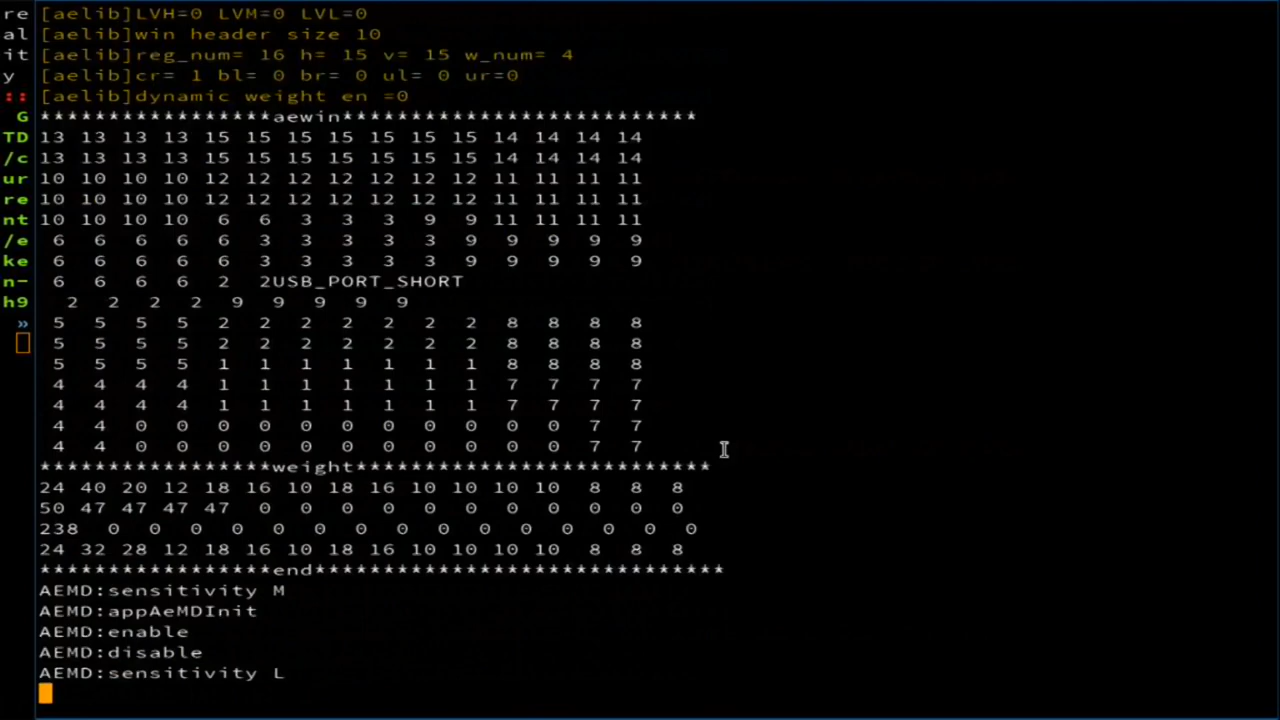 re [aelib]LVH=0 LVM=0 LVL=0
al [aelib]win header size 10
it [aelib]reg_num= 16 h= 15 v= 15 w_num= 4
y [aelib]cr= 1 bl= 0 br= 0 ul= 0 ur=0
:: [aelib]dynamic weight en =0
G *****************aewin**************************
TD 13 13 13 13 15 15 15 15 15 15 15 14 14 14 14
/c 13 13 13 13 15 15 15 15 15 15 15 14 14 14 14
ur 10 10 10 10 12 12 12 12 12 12 12 11 11 11 11
re 10 10 10 10 12 12 12 12 12 12 12 11 11 11 11
nt 10 10 10 10 6 6 3 3 3 9 9 11 11 11 11
/e 6 6 6 6 6 3 3 3 3 3 9 9 9 9 9
ke 6 6 6 6 6 3 3 3 3 3 9 9 9 9 9
n- 6 6 6 6 2 2USB_PORT_SHORT
h9 2 2 2 2 9 9 9 9 9
» 5 5 5 5 2 2 2 2 2 2 2 8 8 8 8
5 5 5 5 2 2 2 2 2 2 2 8 8 8 8
5 5 5 5 1 1 1 1 1 1 1 8 8 8 8
4 4 4 4 1 1 1 1 1 1 1 7 7 7 7
4 4 4 4 1 1 1 1 1 1 1 7 7 7 7
4 4 0 0 0 0 0 0 0 0 0 0 0 7 7
4 4 0 0 0 0 0 0 0 0 0 0 0 7 7
*****************weight**************************
24 40 20 12 18 16 10 18 16 10 10 10 10 8 8 8
50 47 47 47 47 0 0 0 0 0 0 0 0 0 0 0
238 0 0 0 0 0 0 0 0 0 0 0 0 0 0 0
24 32 28 12 18 16 10 18 16 10 10 10 10 8 8 8
*****************end******************************
AEMD:sensitivity M
AEMD:appAeMDInit
AEMD:enable
AEMD:disable
AEMD:sensitivity L